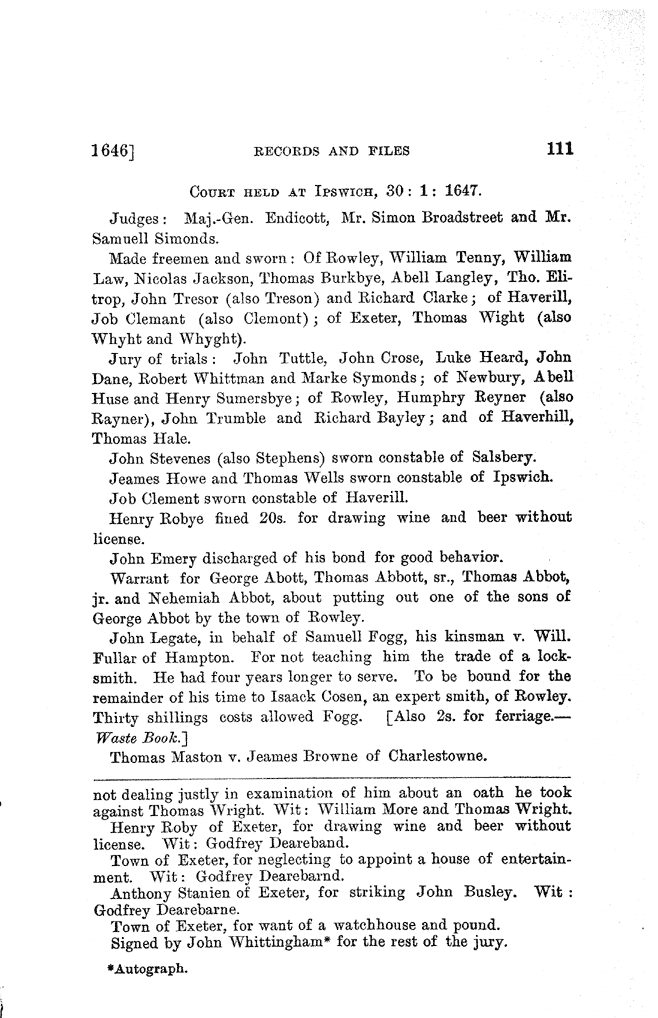 1646] RECORDS AND FILES 111
COURT HELD AT IPSWICH, 30: 1: 1647.
Judges: Maj.-Gen. Endicott, Mr. Simon Broadstreet and Mr.
Samuell Simonds.
Made freemen and sworn: Of Rowley, William Tenny, William
Law, Nicolas Jackson, Thomas Burkbye, Abell Langley, Tho. Eli-
trop, John Tresor (also Treson) and Richard Clarke; of Haverill,
Job Clemant (also Clemont); of Exeter, Thomas Wight (also
Whyht and Whyght).
Jury of trials: John Tuttle, John Crose, Luke Heard, John
Dane, Robert Whittman and Marke Symonds; of Newbury, Abell
Huse and Henry Sumersbye; of Rowley, Humphry Reyner (also
Rayner), John Trumble and Richard Bayley; and of Haverhill,
Thomas Hale.
John Stevenes (also Stephens) sworn constable of Salsbery.
Jeames Howe and Thomas Wells sworn constable of Ipswich.
Job Clement sworn constable of Haverill.
Henry Robye fined 20s. for drawing wine and beer without
license.
John Emery discharged of his bond for good behavior.
Warrant for George Abott, Thomas Abbott, sr., Thomas Abbot,
jr. and Nehemiah Abbot, about putting out one of the sons of
George Abbot by the town of Rowley.
John Legate, in behalf of Samuell Fogg, his kinsman v. Will.
Fullar of Hampton. For not teaching him the trade of a lock-
smith. He had four years longer to serve. To be bound for the
remainder of his time to Isaack Cosen, an expert smith, of Rowley.
Thirty shillings costs allowed Fogg. [Also 2s. for ferriage.—
Waste Book.]
Thomas Maston v. Jeames Browne of Charlestowne.
not dealing justly in examination of him about an oath he took
against Thomas Wright. Wit: William More and Thomas Wright.
Henry Roby of Exeter, for drawing wine and beer without
license. Wit: Godfrey Deareband.
Town of Exeter, for neglecting to appoint a house of entertain-
ment. Wit: Godfrey Dearebarnd.
Anthony Stanien of Exeter, for striking John Busley. Wit:
Godfrey Dearebarne.
Town of Exeter, for want of a watchhouse and pound.
Signed by John Whittingham* for the rest of the jury.
*Autograph.